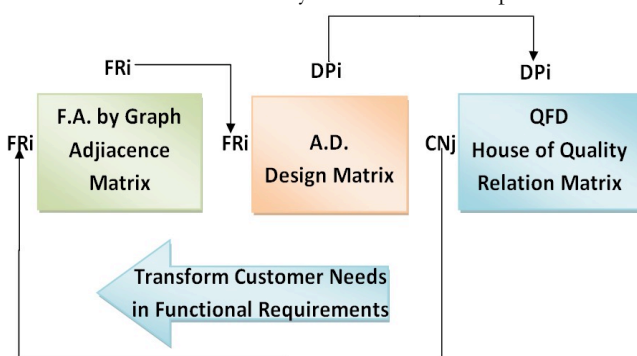 DPi
FRi
DPi
DPi
FRi
F.A. by Graph
Adjiacence
Matrix
FRi
A.D.
Design Matrix
CNj
QFD
House of Quality
Relation Matrix
Transform Customer Needs
in Functional Requirements